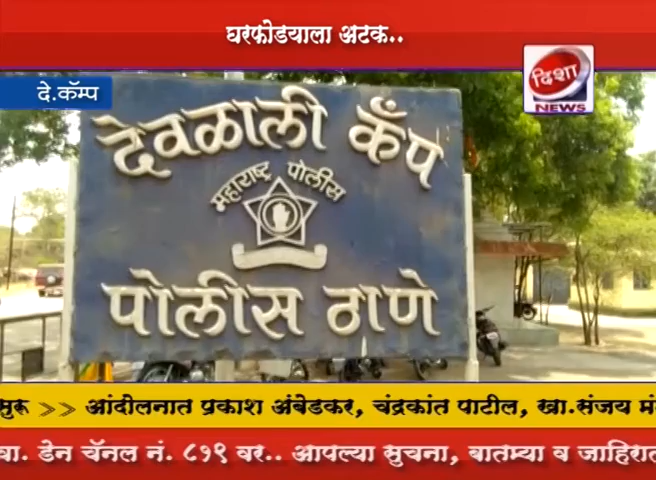 घरफोडयाला अटक..
दिशा
NEWS
दे.कॅम्प
देवळाली कॅंप
महाराष्ट्र पोलीस
पोलीस ठाणे
सुरू >> आंदोलनात प्रकाश अंबेडकर, चंद्रकांत पाटील, खा.संजय मं
वा. डेन चॅनल नं. ८१९ वर.. आपल्या सुचना, बातम्या व जाहिरात